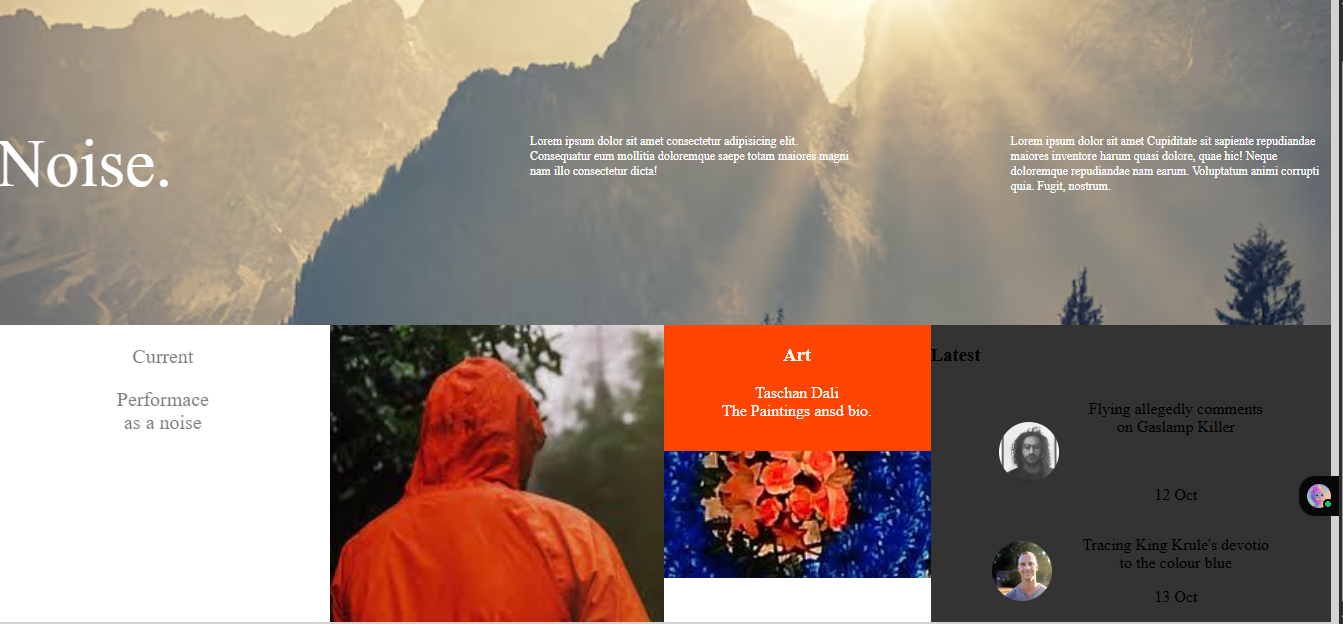 Noise.
Lorem ipsum dolor sit amet consectetur adipisicing elit.
Consequatur eum mollitia doloremque saepe totam maiores magni
nam illo consectetur dicta!
Lorem ipsum dolor sit amet Cupiditate sit sapiente repudiandae
maiores inventore harum quasi dolore, quae hic! Neque
doloremque repudiandae nam earum. Voluptatum animi corrupti
quia. Fugit, nostrum.
Current
Performace
as a noise
Art
Taschan Dali
The Paintings ansd bio.
Latest
Flying allegedly comments
on Gaslamp Killer
12 Oct
Tracing King Krule's devotio
to the colour blue
13 Oct